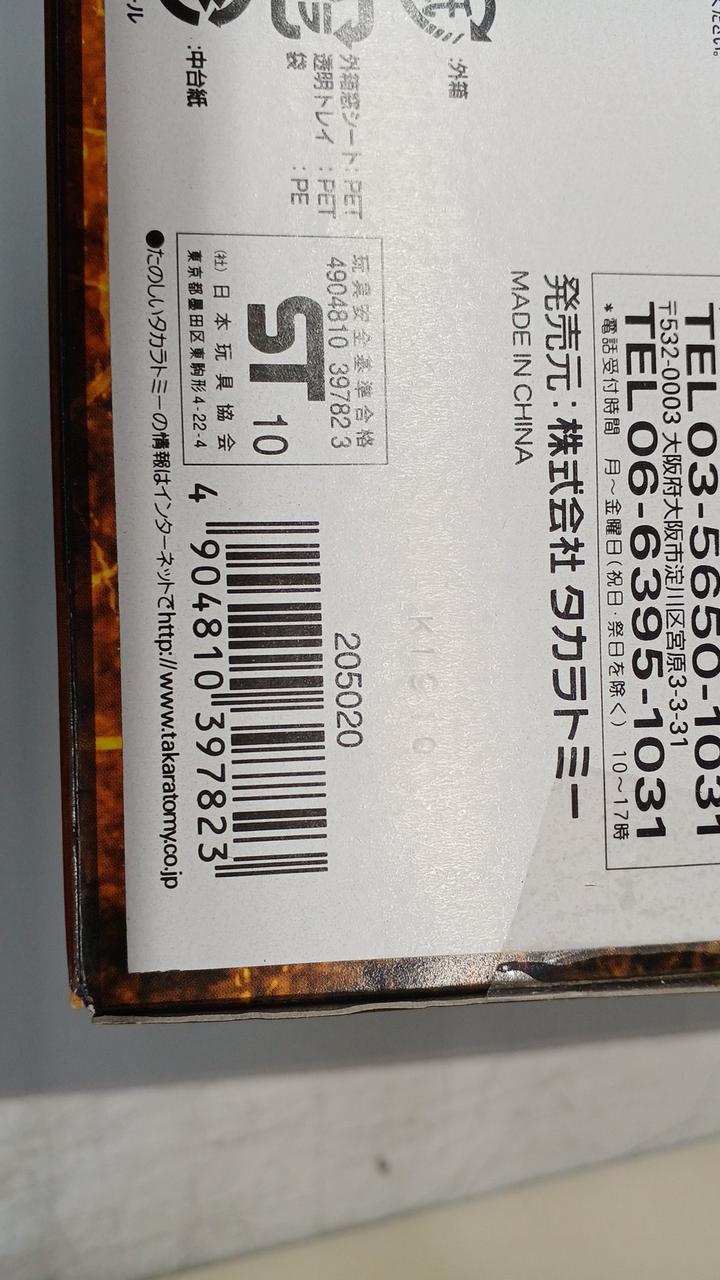 :外箱
外箱窓シート:PET
透明トレイ :PET
袋 :PE
:中台紙
TEL 03-5650-1031
〒532-0003 大阪府大阪市淀川区宮原3-3-31
TEL 06-6395-1031
*電話受付時間 月～金曜日(祝日・祭日を除く) 10～17時
発売元:株式会社 タカラトミー
MADE IN CHINA
玩具安全基準合格
4904810 39782 3
ST 10
(社)日本玩具協会
東京都墨田区東駒形4-22-4
205020
4 904810 397823
●たのしいタカラトミーの情報はインターネットでhttp://www.takaratomy.co.jp